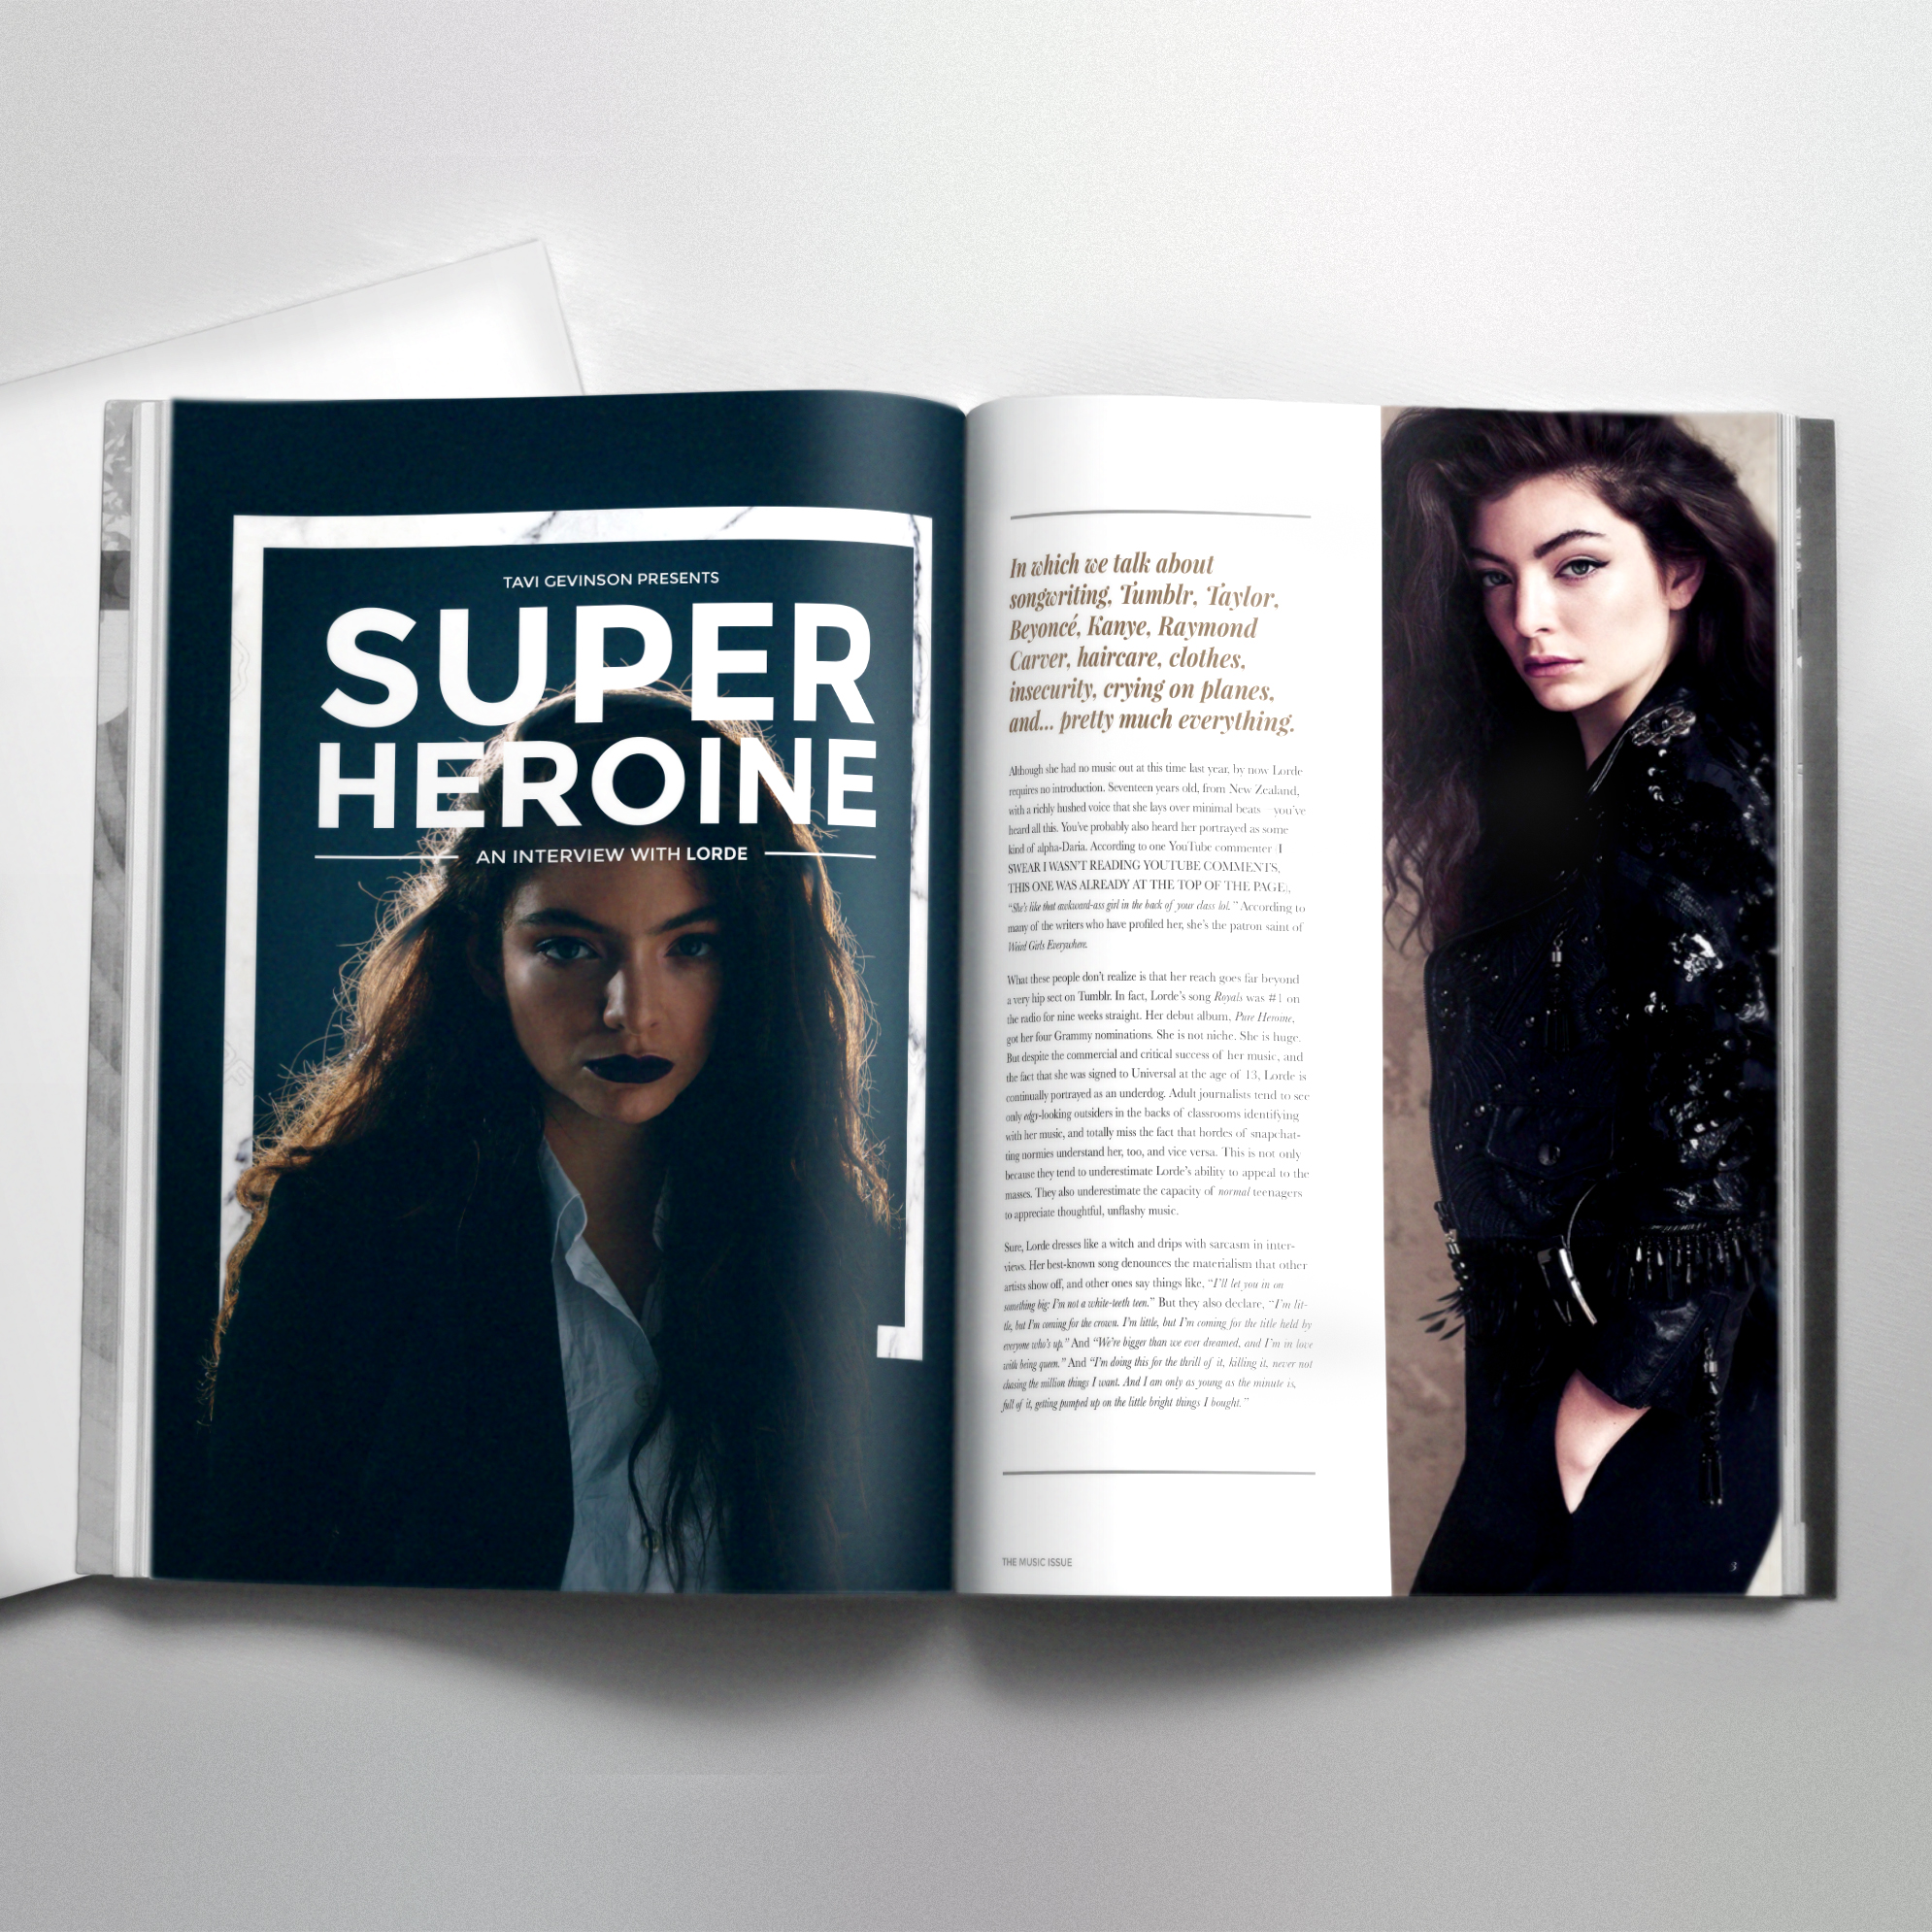 TAVI GEVINSON PRESENTS
SUPER
HEROINE
AN INTERVIEW WITH LORDE
In which we talk about
songwriting, Tumblr, Taylor,
Beyoncé, Kanye, Raymond
Carver, haircare, clothes,
insecurity, crying on planes,
and... pretty much everything.
Although she had no music out at this time last year, by now Lorde
requires no introduction. Seventeen years old, from New Zealand,
with a richly hushed voice that she lays over minimal beats—you've
heard all this. You've probably also heard her portrayed as some
kind of alpha-Daria. According to one YouTube commenter (I
SWEAR I WASN'T READING YOUTUBE COMMENTS,
THIS ONE WAS ALREADY AT THE TOP OF THE PAGE),
“She's like that awkward-ass girl in the back of your class lol.” According to
many of the writers who have profiled her, she's the patron saint of
Weird Girls Everywhere.
What these people don't realize is that her reach goes far beyond
a very hip sect on Tumblr. In fact, Lorde's song Royals was #1 on
the radio for nine weeks straight. Her debut album, Pure Heroine,
got her four Grammy nominations. She is not niche. She is huge.
But despite the commercial and critical success of her music, and
the fact that she was signed to Universal at the age of 13, Lorde is
continually portrayed as an underdog. Adult journalists tend to see
only edgy-looking outsiders in the backs of classrooms identifying
with her music, and totally miss the fact that hordes of snapchat-
ting normies understand her, too, and vice versa. This is not only
because they tend to underestimate Lorde's ability to appeal to the
masses. They also underestimate the capacity of normal teenagers
to appreciate thoughtful, unflashy music.
Sure, Lorde dresses like a witch and drips with sarcasm in inter-
views. Her best-known song denounces the materialism that other
artists show off, and other ones say things like, “I'll let you in on
something big: I'm not a white-teeth teen.” But they also declare, “I'm lit-
tle, but I'm coming for the crown. I'm little, but I'm coming for the title held by
everyone who's up.” And “We're bigger than we ever dreamed, and I'm in love
with being queen.” And “I'm doing this for the thrill of it, killing it, never not
chasing the million things I want. And I am only as young as the minute is,
full of it, getting pumped up on the little bright things I bought.”
THE MUSIC ISSUE
3